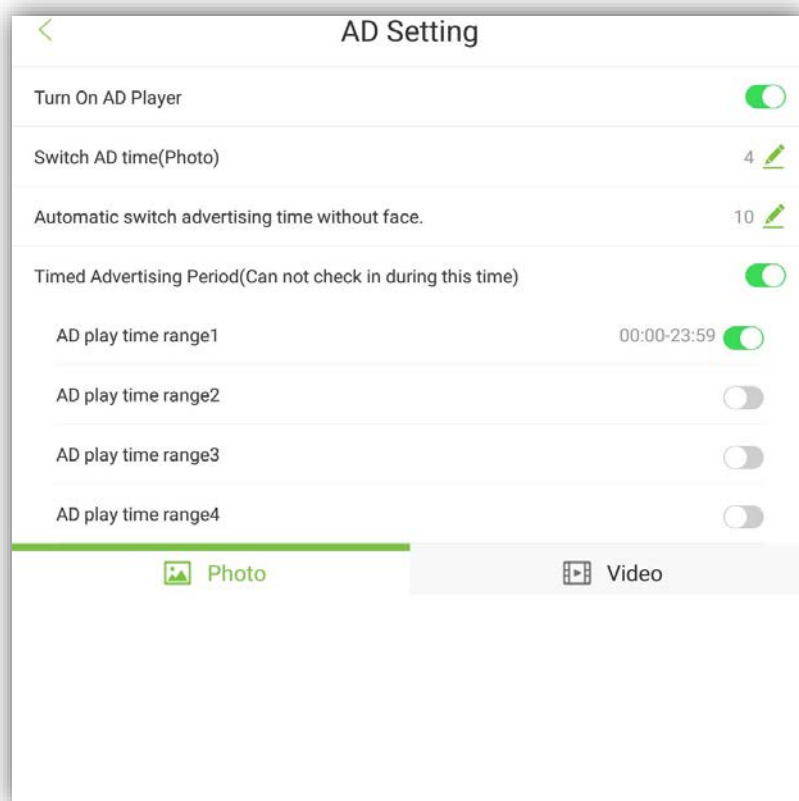 AD Setting
Turn On AD Player
Switch AD time(Photo) 4
Automatic switch advertising time without face. 10
Timed Advertising Period(Can not check in during this time)
AD play time range1 00:00-23:59
AD play time range2
AD play time range3
AD play time range4
Photo Video